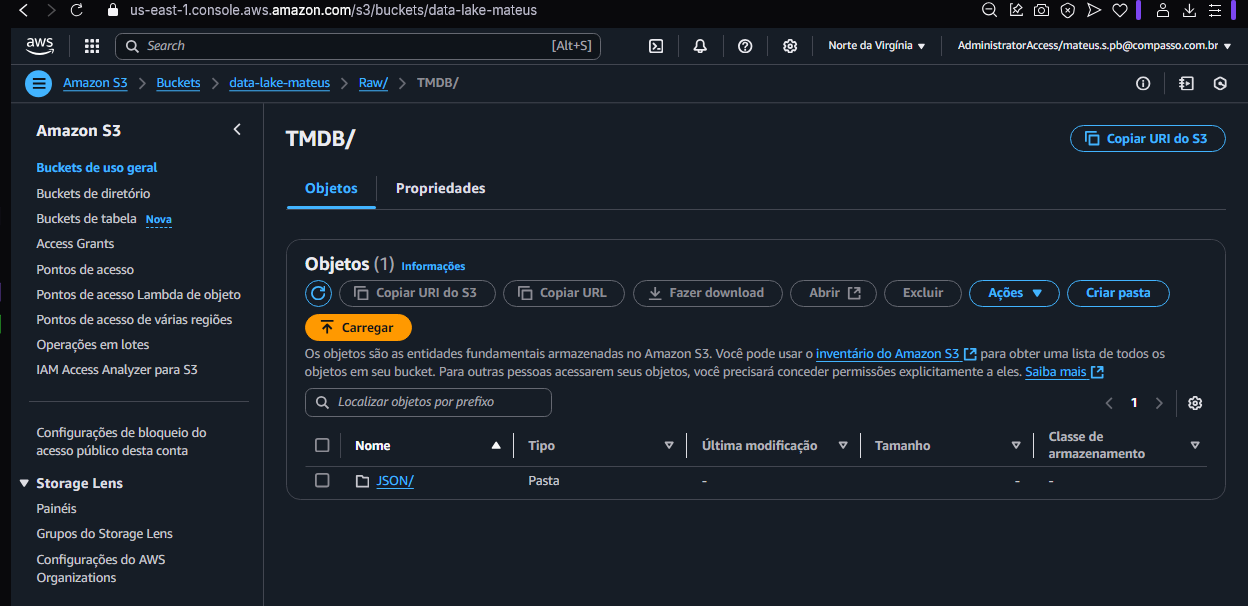 us-east-1.console.aws.amazon.com/s3/buckets/data-lake-mateus
aws
Search
[Alt+S]
Norte da Virgínia
AdministratorAccess/mateus.s.pb@compasso.com.br
Amazon S3 > Buckets > data-lake-mateus > Raw/ > TMDB/
Amazon S3
Buckets de uso geral
Buckets de diretório
Buckets de tabela Nova
Access Grants
Pontos de acesso
Pontos de acesso Lambda de objeto
Pontos de acesso de várias regiões
Operações em lotes
IAM Access Analyzer para S3
Configurações de bloqueio do
acesso público desta conta
Storage Lens
Painéis
Grupos do Storage Lens
Configurações do AWS
Organizations
TMDB/
Copiar URI do S3
Objetos
Propriedades
Objetos (1) Informações
Copiar URI do S3
Copiar URL
Fazer download
Abrir
Excluir
Ações
Criar pasta
Carregar
Os objetos são as entidades fundamentais armazenadas no Amazon S3. Você pode usar o inventário do Amazon S3 para obter uma lista de todos os
objetos em seu bucket. Para outras pessoas acessarem seus objetos, você precisará conceder permissões explicitamente a eles. Saiba mais
Localizar objetos por prefixo
1
Nome
Tipo
Última modificação
Tamanho
Classe de
armazenamento
JSON/
Pasta
-
-
-